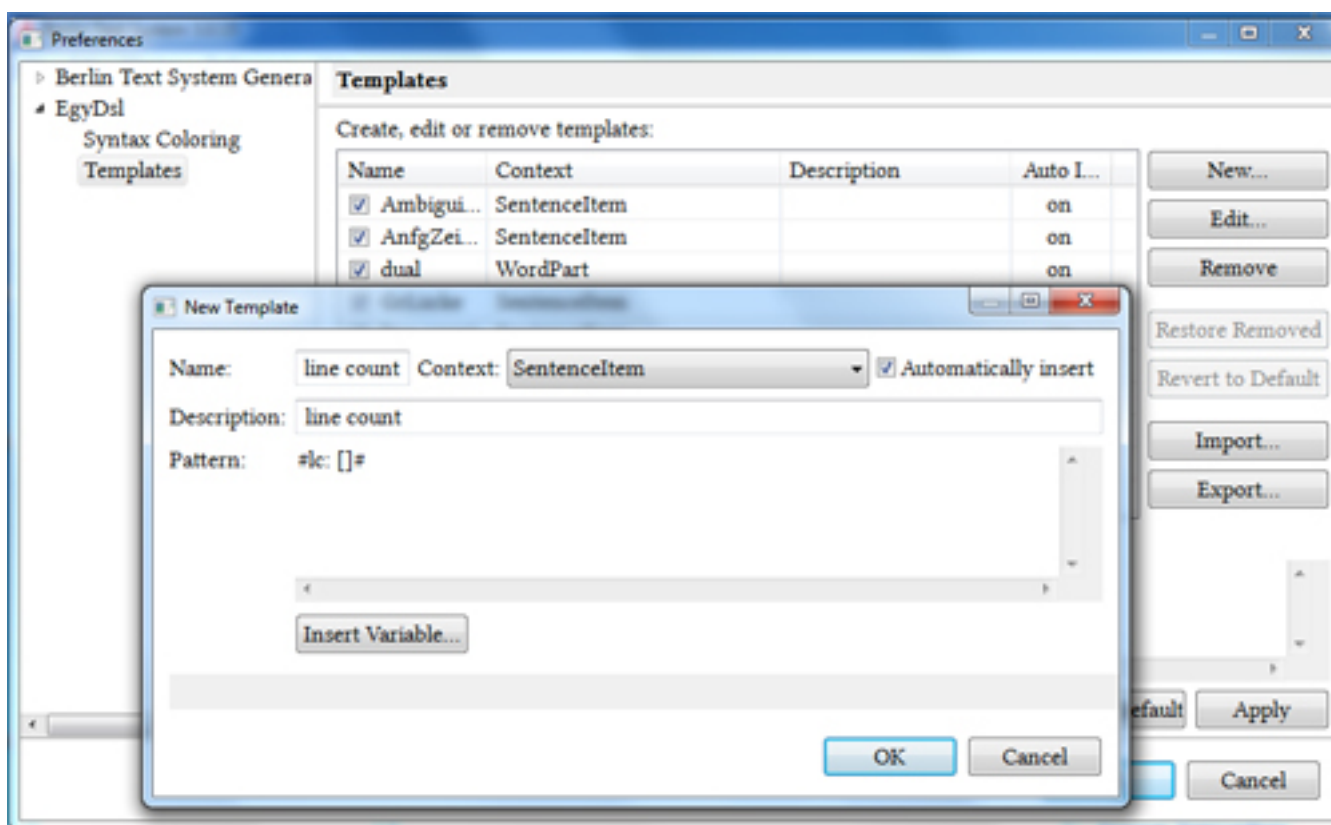 Preferences
Berlin Text System Genera
EgyDsl
Syntax Coloring
Templates
Templates
Create, edit or remove templates:
Name Context Description Auto I...
Ambigui... SentenceItem on
AnfgZei... SentenceItem on
dual WordPart on
New...
Edit...
Remove
Restore Removed
Revert to Default
Import...
Export...
New Template
Name: line count Context: SentenceItem Automatically insert
Description: line count
Pattern: #lc: []#
Insert Variable...
OK Cancel
efault Apply
Cancel